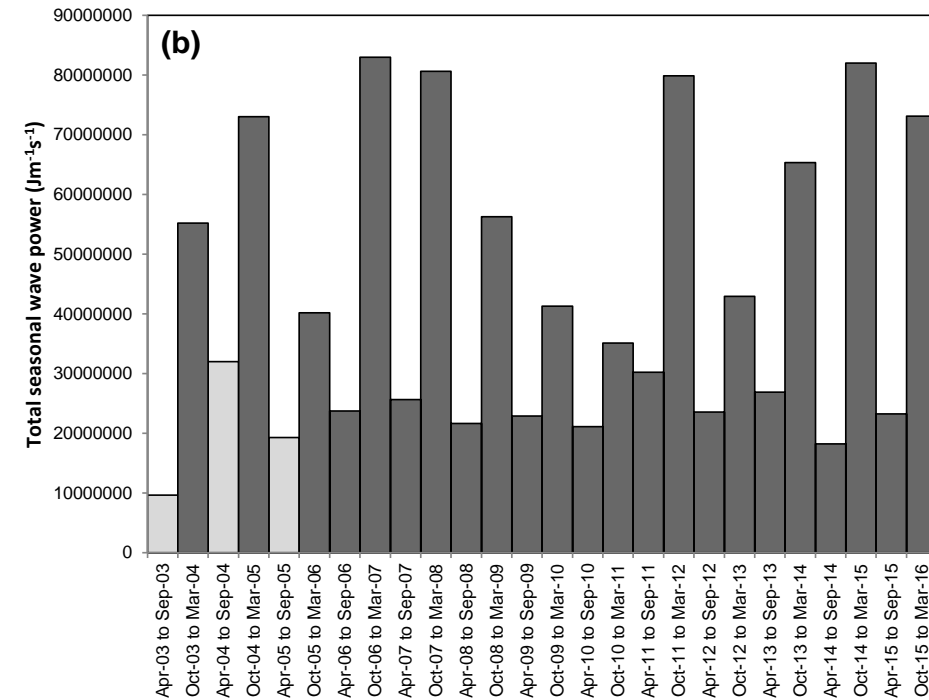 (b)
Total seasonal wave power (Jm⁻¹s⁻¹)
90000000
80000000
70000000
60000000
50000000
40000000
30000000
20000000
10000000
0
Apr-03 to Sep-03
Oct-03 to Mar-04
Apr-04 to Sep-04
Oct-04 to Mar-05
Apr-05 to Sep-05
Oct-05 to Mar-06
Apr-06 to Sep-06
Oct-06 to Mar-07
Apr-07 to Sep-07
Oct-07 to Mar-08
Apr-08 to Sep-08
Oct-08 to Mar-09
Apr-09 to Sep-09
Oct-09 to Mar-10
Apr-10 to Sep-10
Oct-10 to Mar-11
Apr-11 to Sep-11
Oct-11 to Mar-12
Apr-12 to Sep-12
Oct-12 to Mar-13
Apr-13 to Sep-13
Oct-13 to Mar-14
Apr-14 to Sep-14
Oct-14 to Mar-15
Apr-15 to Sep-15
Oct-15 to Mar-16